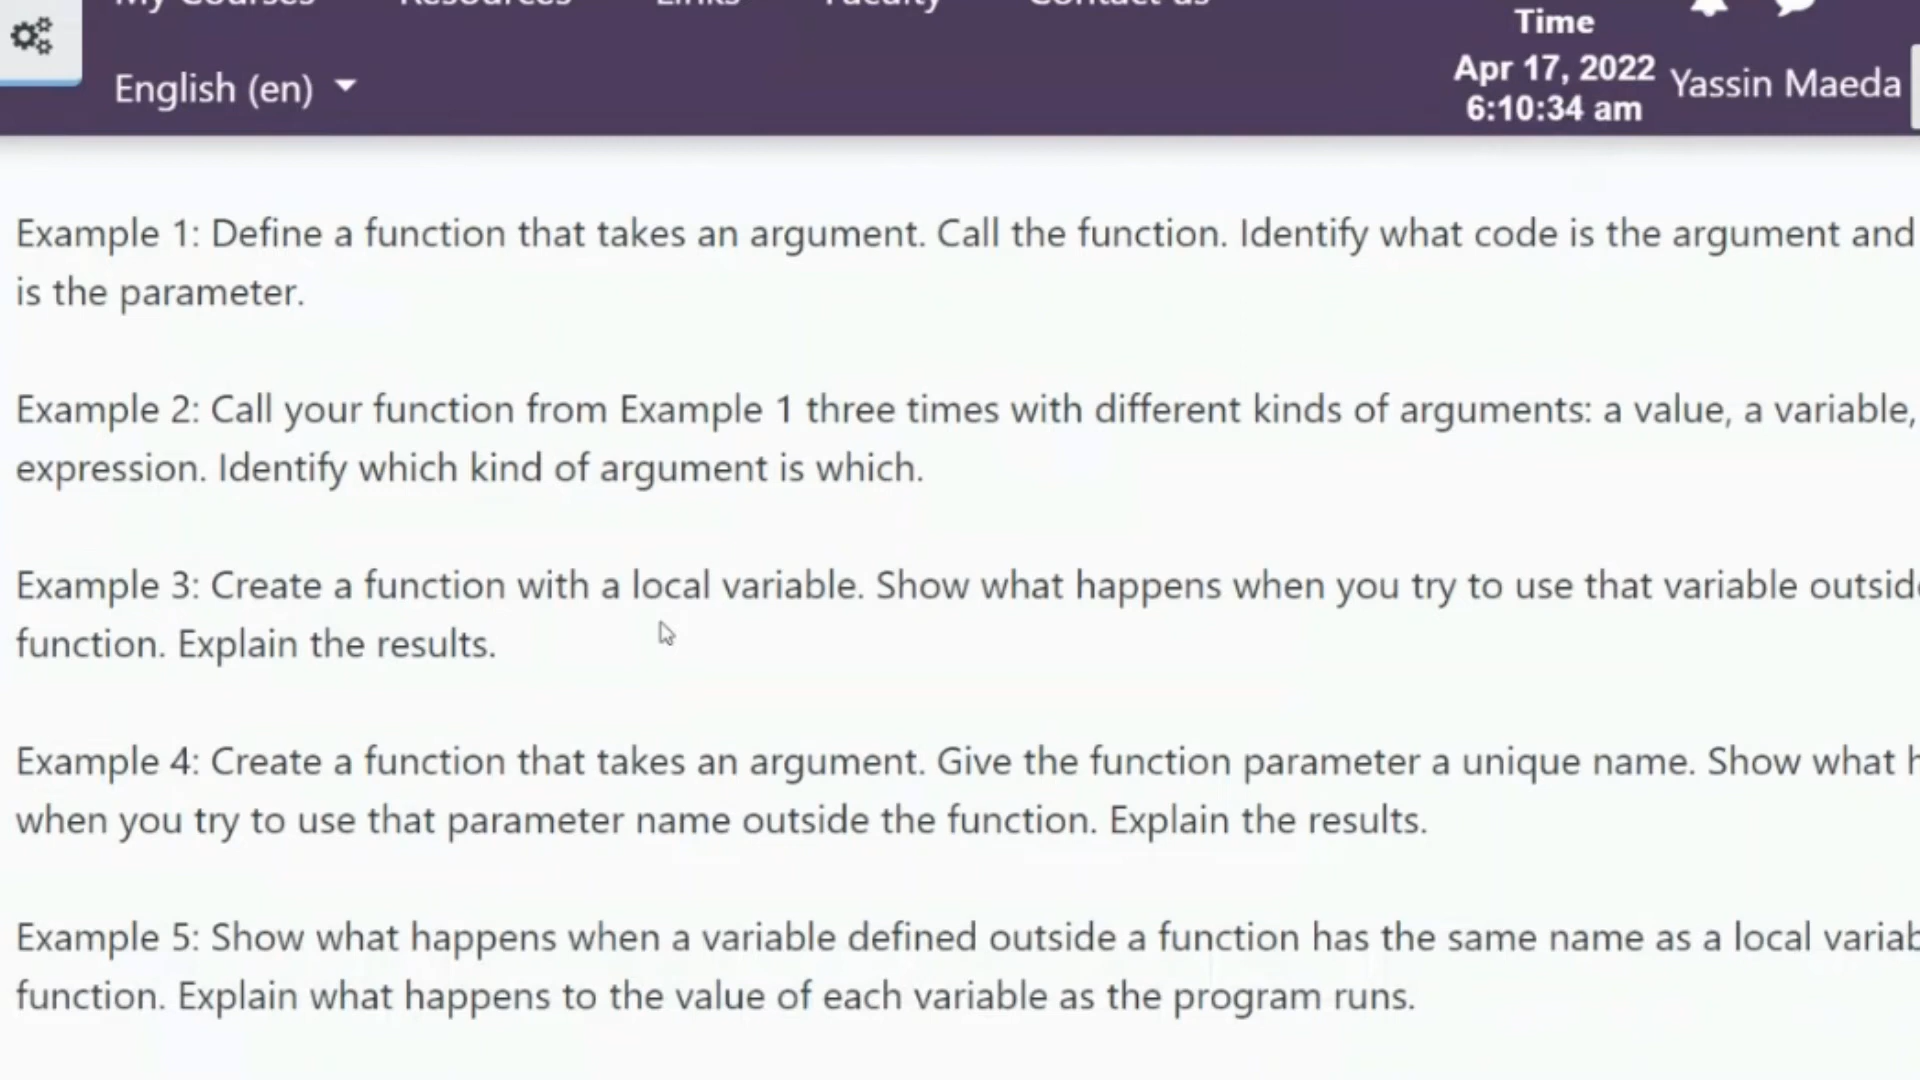 My Courses Resources Links Faculty Contact us
Time
English (en)
Apr 17, 2022
6:10:34 am
Yassin Maeda
Example 1: Define a function that takes an argument. Call the function. Identify what code is the argument and
is the parameter.
Example 2: Call your function from Example 1 three times with different kinds of arguments: a value, a variable,
expression. Identify which kind of argument is which.
Example 3: Create a function with a local variable. Show what happens when you try to use that variable outside
function. Explain the results.
Example 4: Create a function that takes an argument. Give the function parameter a unique name. Show what
when you try to use that parameter name outside the function. Explain the results.
Example 5: Show what happens when a variable defined outside a function has the same name as a local
function. Explain what happens to the value of each variable as the program runs.